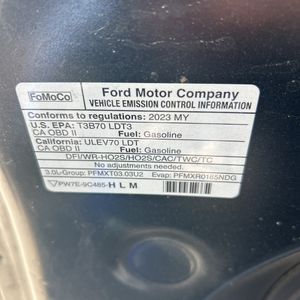 FoMoCo
Ford Motor Company
VEHICLE EMISSION CONTROL INFORMATION
Conforms to regulations: 2023 MY
U.S. EPA: T3B70 LDT3
CA OBD II Fuel: Gasoline
California: ULEV70 LDT
CA OBD II Fuel: Gasoline
DFI/WR-HO2S/HO2S/CAC/TWC/TC
No adjustments needed.
3.0L-Group: PFMXT03.03U2 Evap: PFMXR0185NDG
PW7E-9C485-H L M